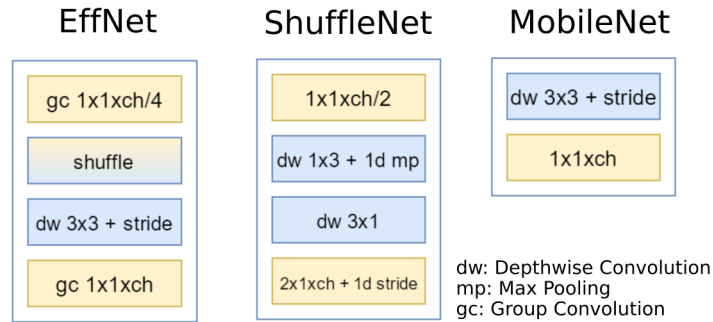 EffNet
gc 1x1xch/4
shuffle
dw 3x3 + stride
gc 1x1xch
ShuffleNet
1x1xch/2
dw 1x3 + 1d mp
dw 3x1
2x1xch + 1d stride
MobileNet
dw 3x3 + stride
1x1xch
dw: Depthwise Convolution
mp: Max Pooling
gc: Group Convolution